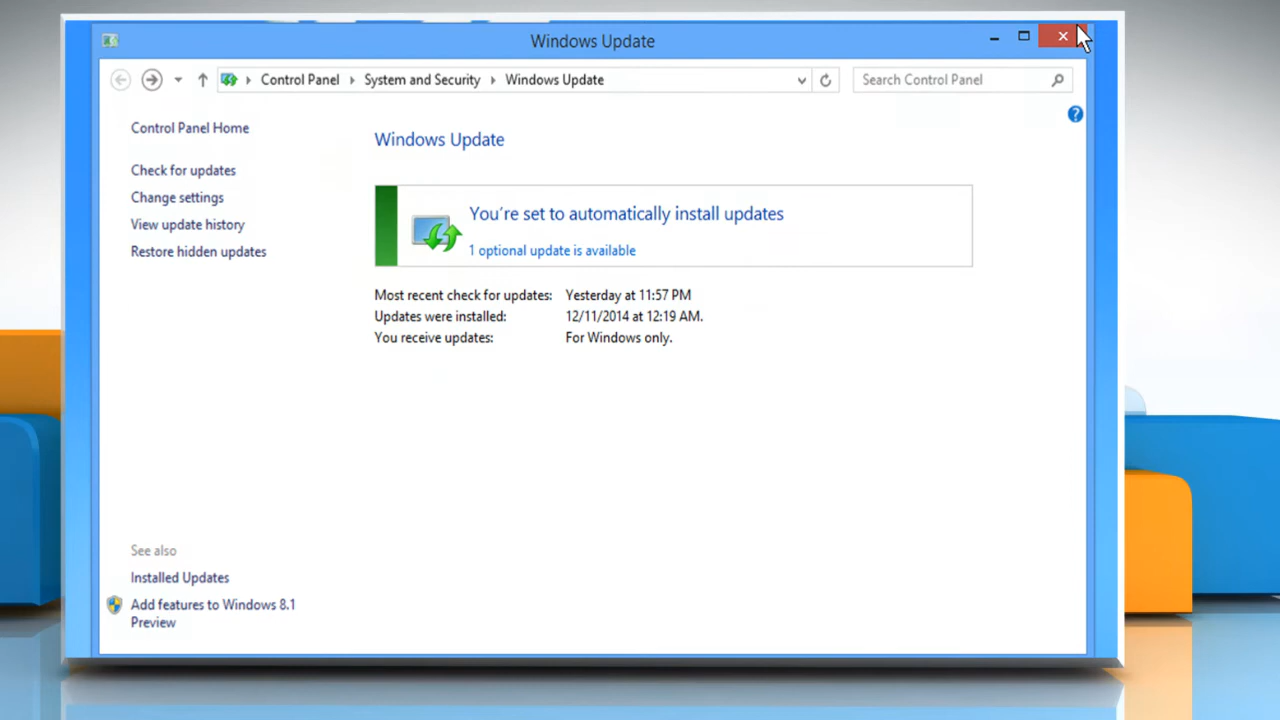 Windows Update
Control Panel System and Security Windows Update
Search Control Panel
Control Panel Home
Check for updates
Change settings
View update history
Restore hidden updates
Windows Update
You're set to automatically install updates
1 optional update is available
Most recent check for updates: Yesterday at 11:57 PM
Updates were installed: 12/11/2014 at 12:19 AM.
You receive updates: For Windows only.
See also
Installed Updates
Add features to Windows 8.1
Preview